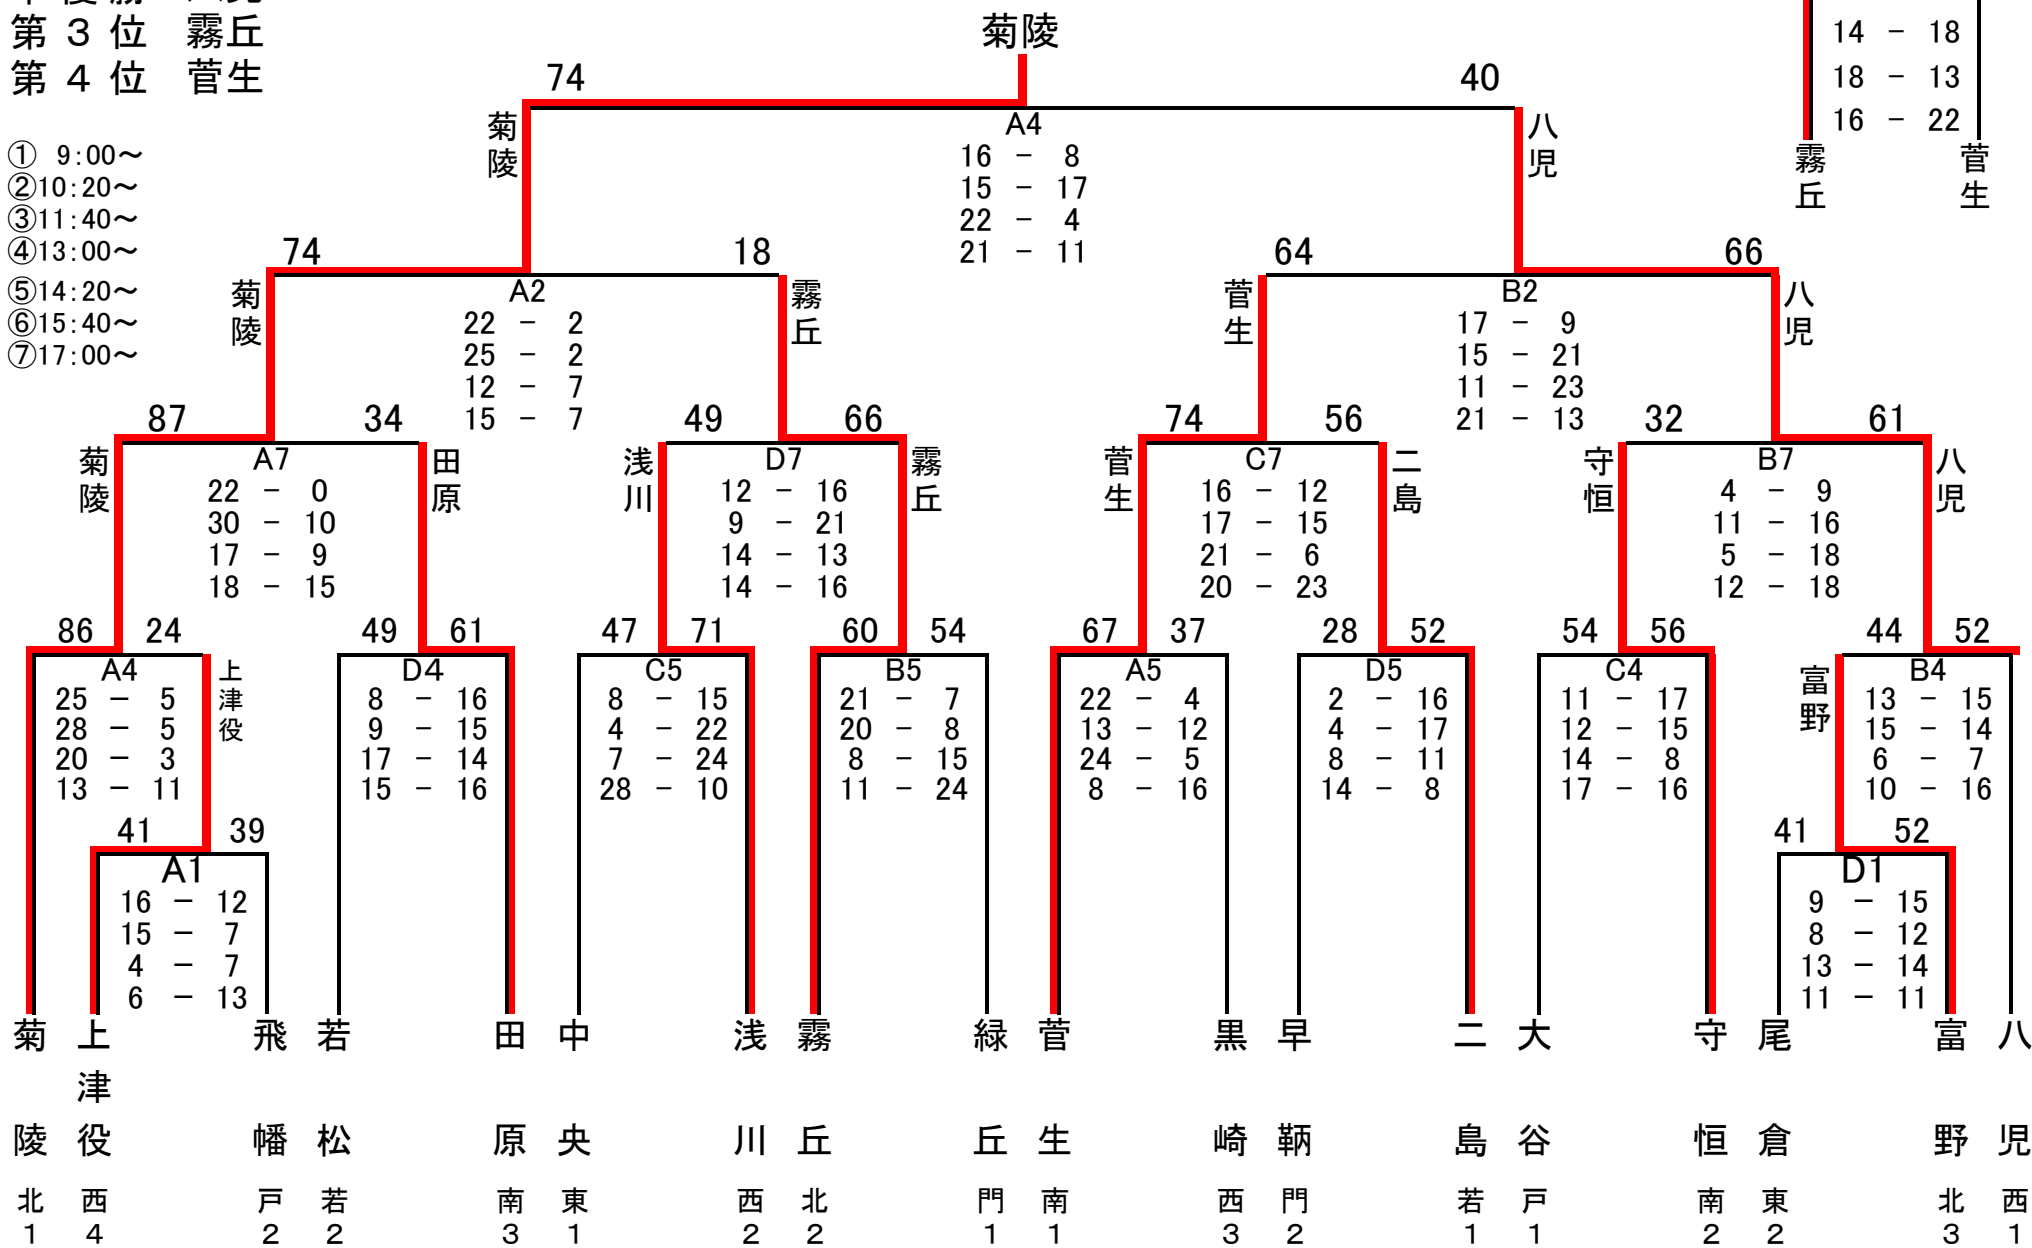 第３位 霧丘
第４位 菅生
① 9:00～
②10:20～
③11:40～
④13:00～
⑤14:20～
⑥15:40～
⑦17:00～
菊陵
14 － 18
18 － 13
16 － 22
霧丘 菅生
74 40
菊陵 A4 八児
16 － 8
15 － 17
22 － 4
21 － 11
74 18
菊陵 A2 霧丘
22 － 2
25 － 2
12 － 7
15 － 7
64 66
菅生 B2 八児
17 － 9
15 － 21
11 － 23
21 － 13
87 34
菊陵 A7 田原
22 － 0
30 － 10
17 － 9
18 － 15
49 66
浅川 D7 霧丘
12 － 16
9 － 21
14 － 13
14 － 16
74 56
菅生 C7 二島
16 － 12
17 － 15
21 － 6
20 － 23
32 61
守恒 B7 八児
4 － 9
11 － 16
5 － 18
12 － 18
86 24
A4 上津役
25 － 5
28 － 5
20 － 3
13 － 11
49 61
D4
8 － 16
9 － 15
17 － 14
15 － 16
47 71
C5
8 － 15
4 － 22
7 － 24
28 － 10
60 54
B5
21 － 7
20 － 8
8 － 15
11 － 24
67 37
A5
22 － 4
13 － 12
24 － 5
8 － 16
28 52
D5
2 － 16
4 － 17
8 － 11
14 － 8
54 56
C4
11 － 17
12 － 15
14 － 8
17 － 16
44 52
富野 B4
13 － 15
15 － 14
6 － 7
10 － 16
41 39
A1
16 － 12
15 － 7
4 － 7
6 － 13
41 52
D1
9 － 15
8 － 12
13 － 14
11 － 11
菊陵 北1
上津役 西4
飛幡 戸2
若松 若2
田原 南3
中央 東1
浅川 西2
霧丘 北2
緑丘 門1
菅生 南1
黒崎 西3
早鞆 門2
二島 若1
大谷 戸1
守恒 南2
尾倉 東2
富野 北3
八児 西1